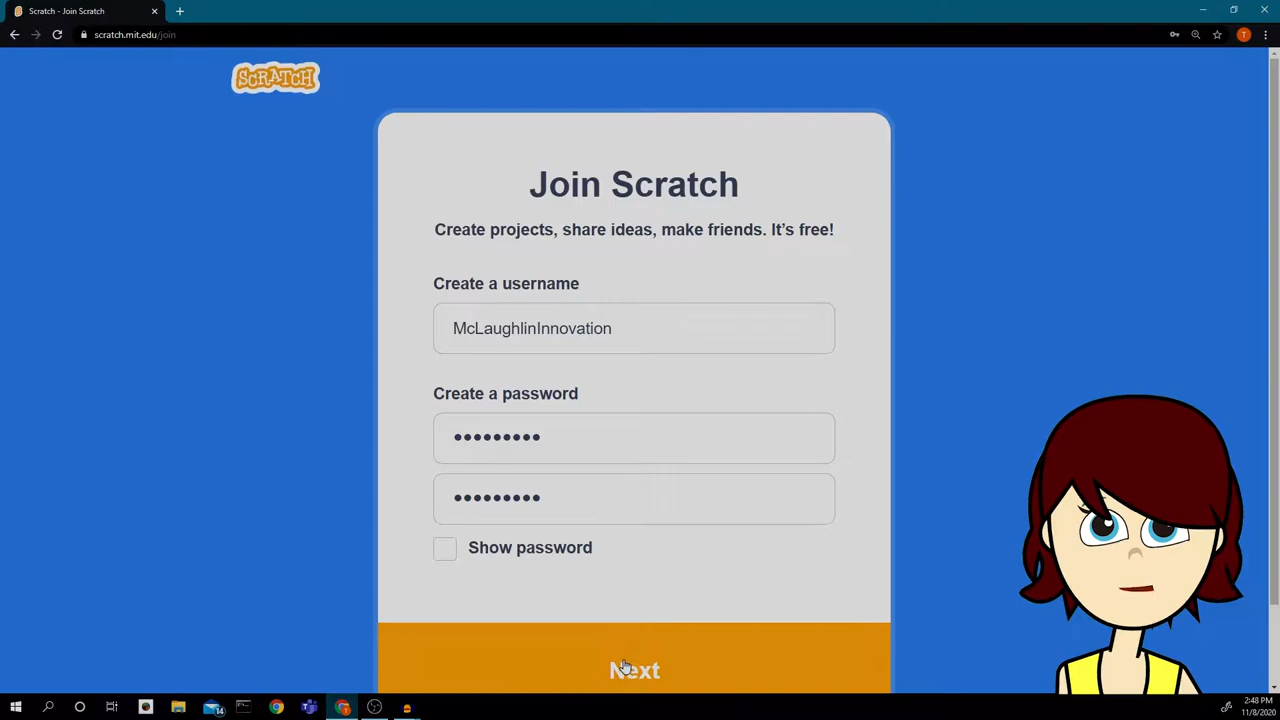 Scratch - Join Scratch
scratch.mit.edu/join
T
SCRATCH
Join Scratch
Create projects, share ideas, make friends. It's free!
Create a username
McLaughlinInnovation
Create a password
•••••••••
•••••••••
Show password
Next
14
2:48 PM
11/8/2020